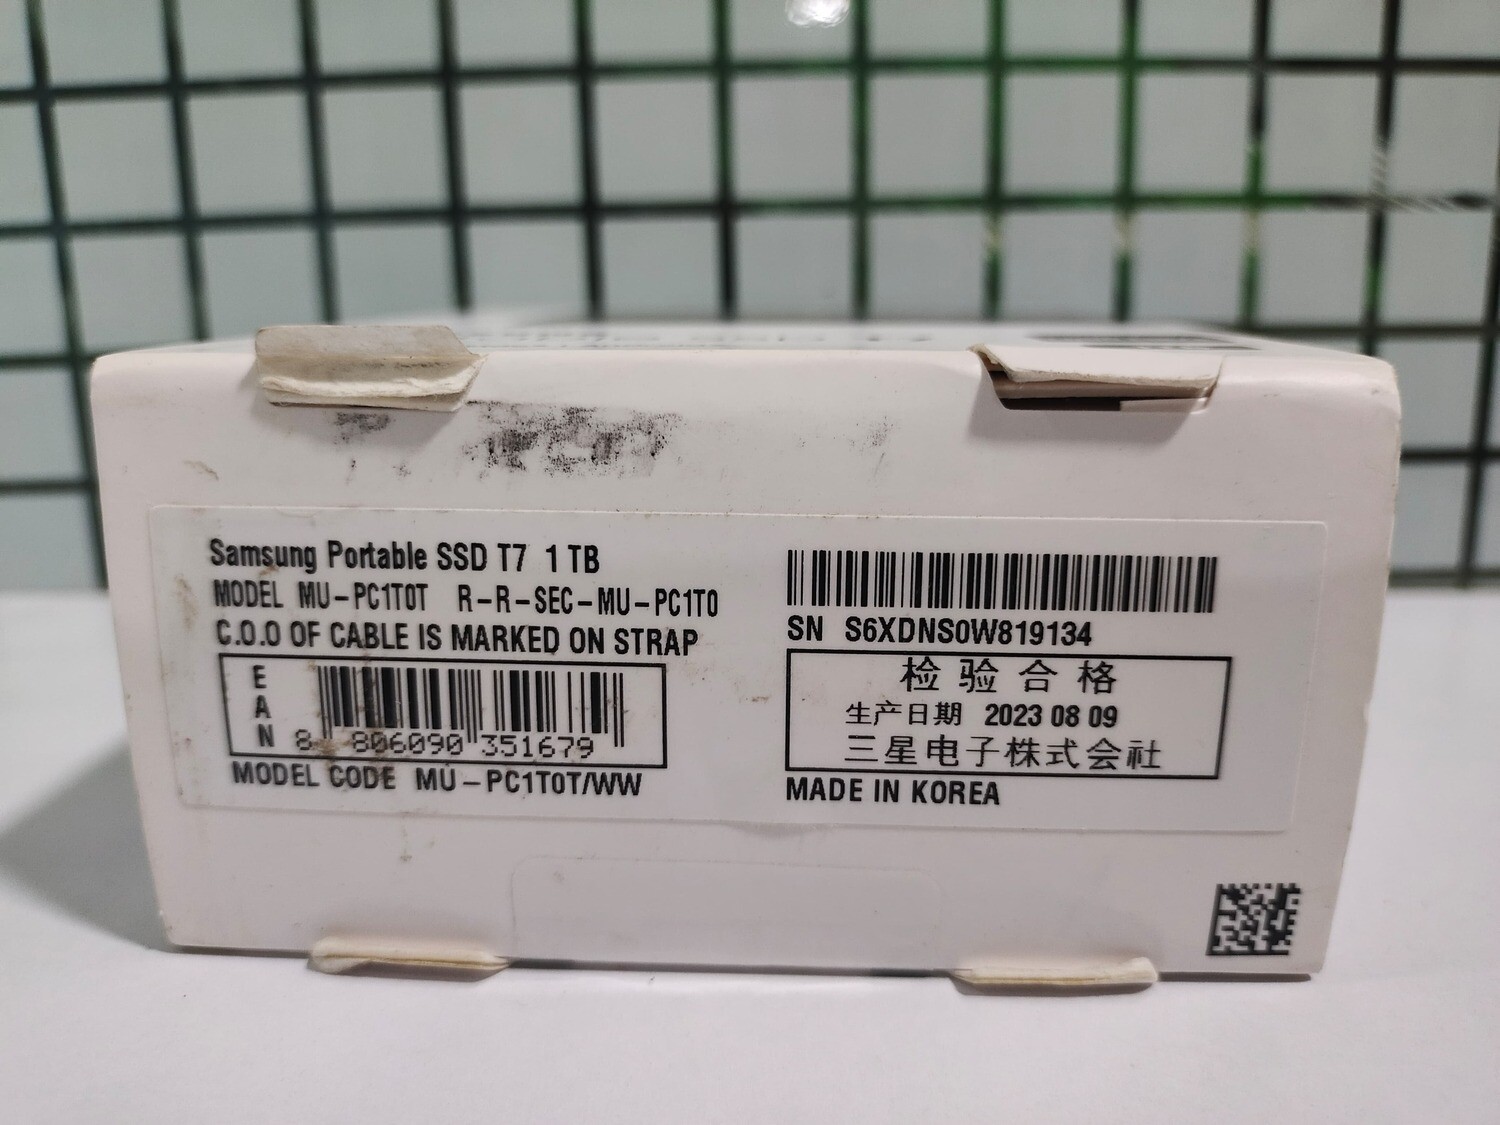 Samsung Portable SSD T7 1 TB
MODEL MU-PC1T0T R-R-SEC-MU-PC1T0
C.O.O OF CABLE IS MARKED ON STRAP
EAN
8 806090 351679
MODEL CODE MU-PC1T0T/WW
SN S6XDNS0W819134
检验合格
生产日期 2023 08 09
三星电子株式会社
MADE IN KOREA